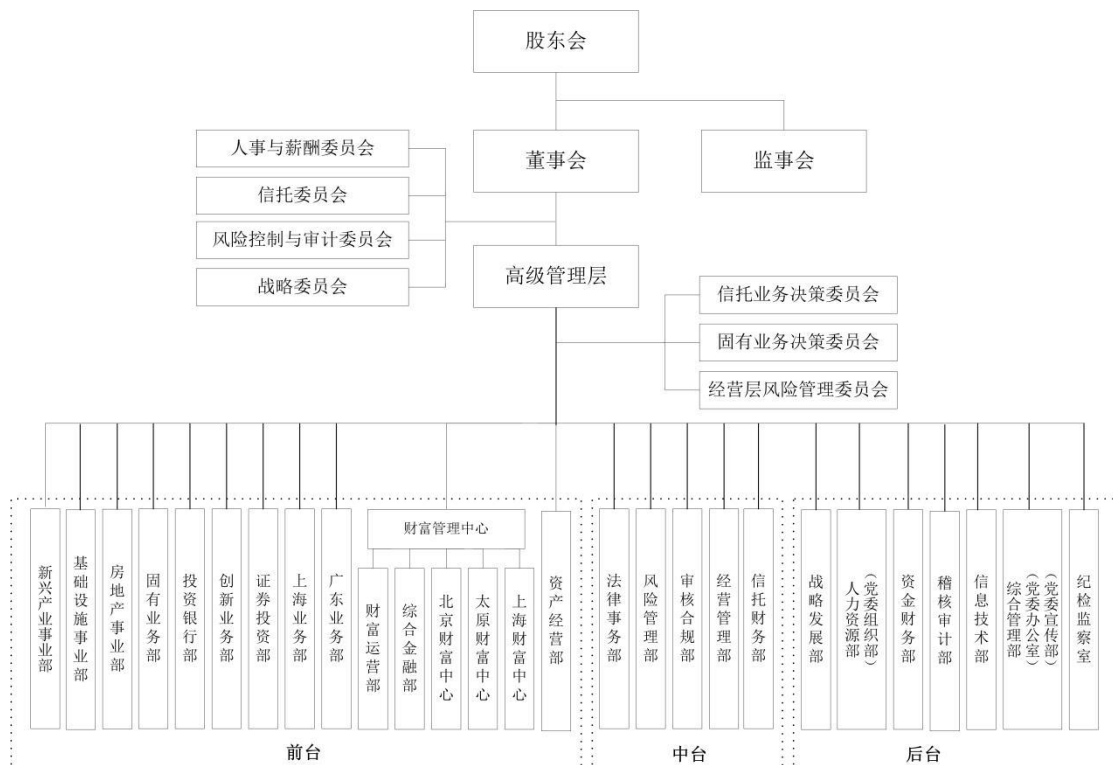 股东会
董事会
监事会
人事与薪酬委员会
信托委员会
风险控制与审计委员会
战略委员会
高级管理层
信托业务决策委员会
固有业务决策委员会
经营层风险管理委员会
新兴产业事业部
基础设施事业部
房地产事业部
固有业务部
投资银行部
创新业务部
证券投资部
上海业务部
广东业务部
财富管理中心
财富运营部
综合金融部
北京财富中心
太原财富中心
上海财富中心
资产经营部
法律事务部
风险管理部
审核合规部
经营管理部
信托财务部
战略发展部
人力资源部
(党委组织部)
资金财务部
稽核审计部
信息技术部
综合管理部
(党委办公室)
(党委宣传部)
纪检监察室
前台
中台
后台